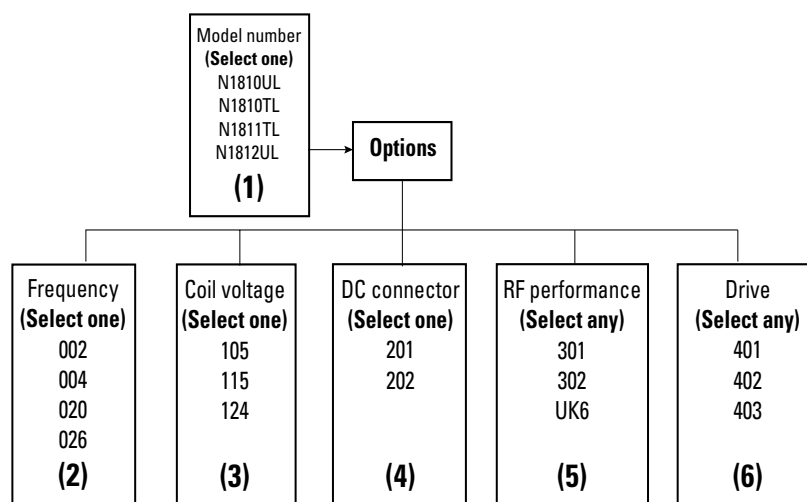 Model number
(Select one)
N1810UL
N1810TL
N1811TL
N1812UL
(1)
Options
Frequency
(Select one)
002
004
020
026
(2)
Coil voltage
(Select one)
105
115
124
(3)
DC connector
(Select one)
201
202
(4)
RF performance
(Select any)
301
302
UK6
(5)
Drive
(Select any)
401
402
403
(6)